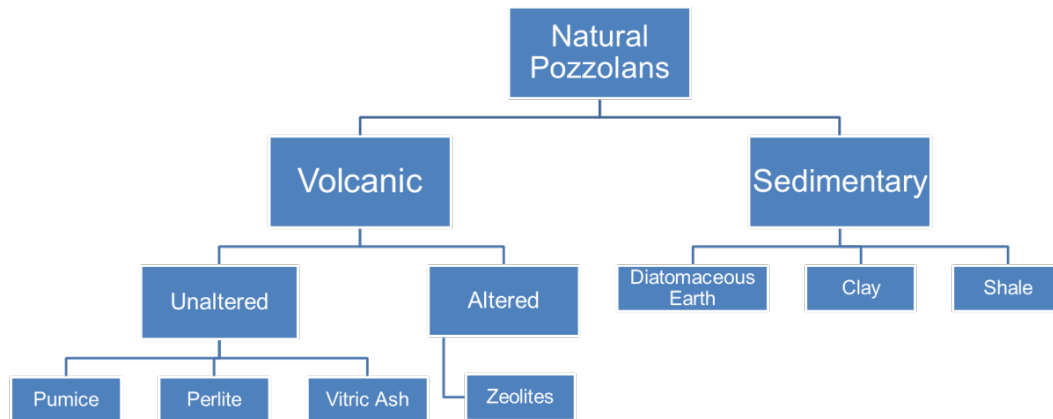 Natural
Pozzolans
Volcanic
Sedimentary
Unaltered
Altered
Diatomaceous
Earth
Clay
Shale
Pumice
Perlite
Vitric Ash
Zeolites